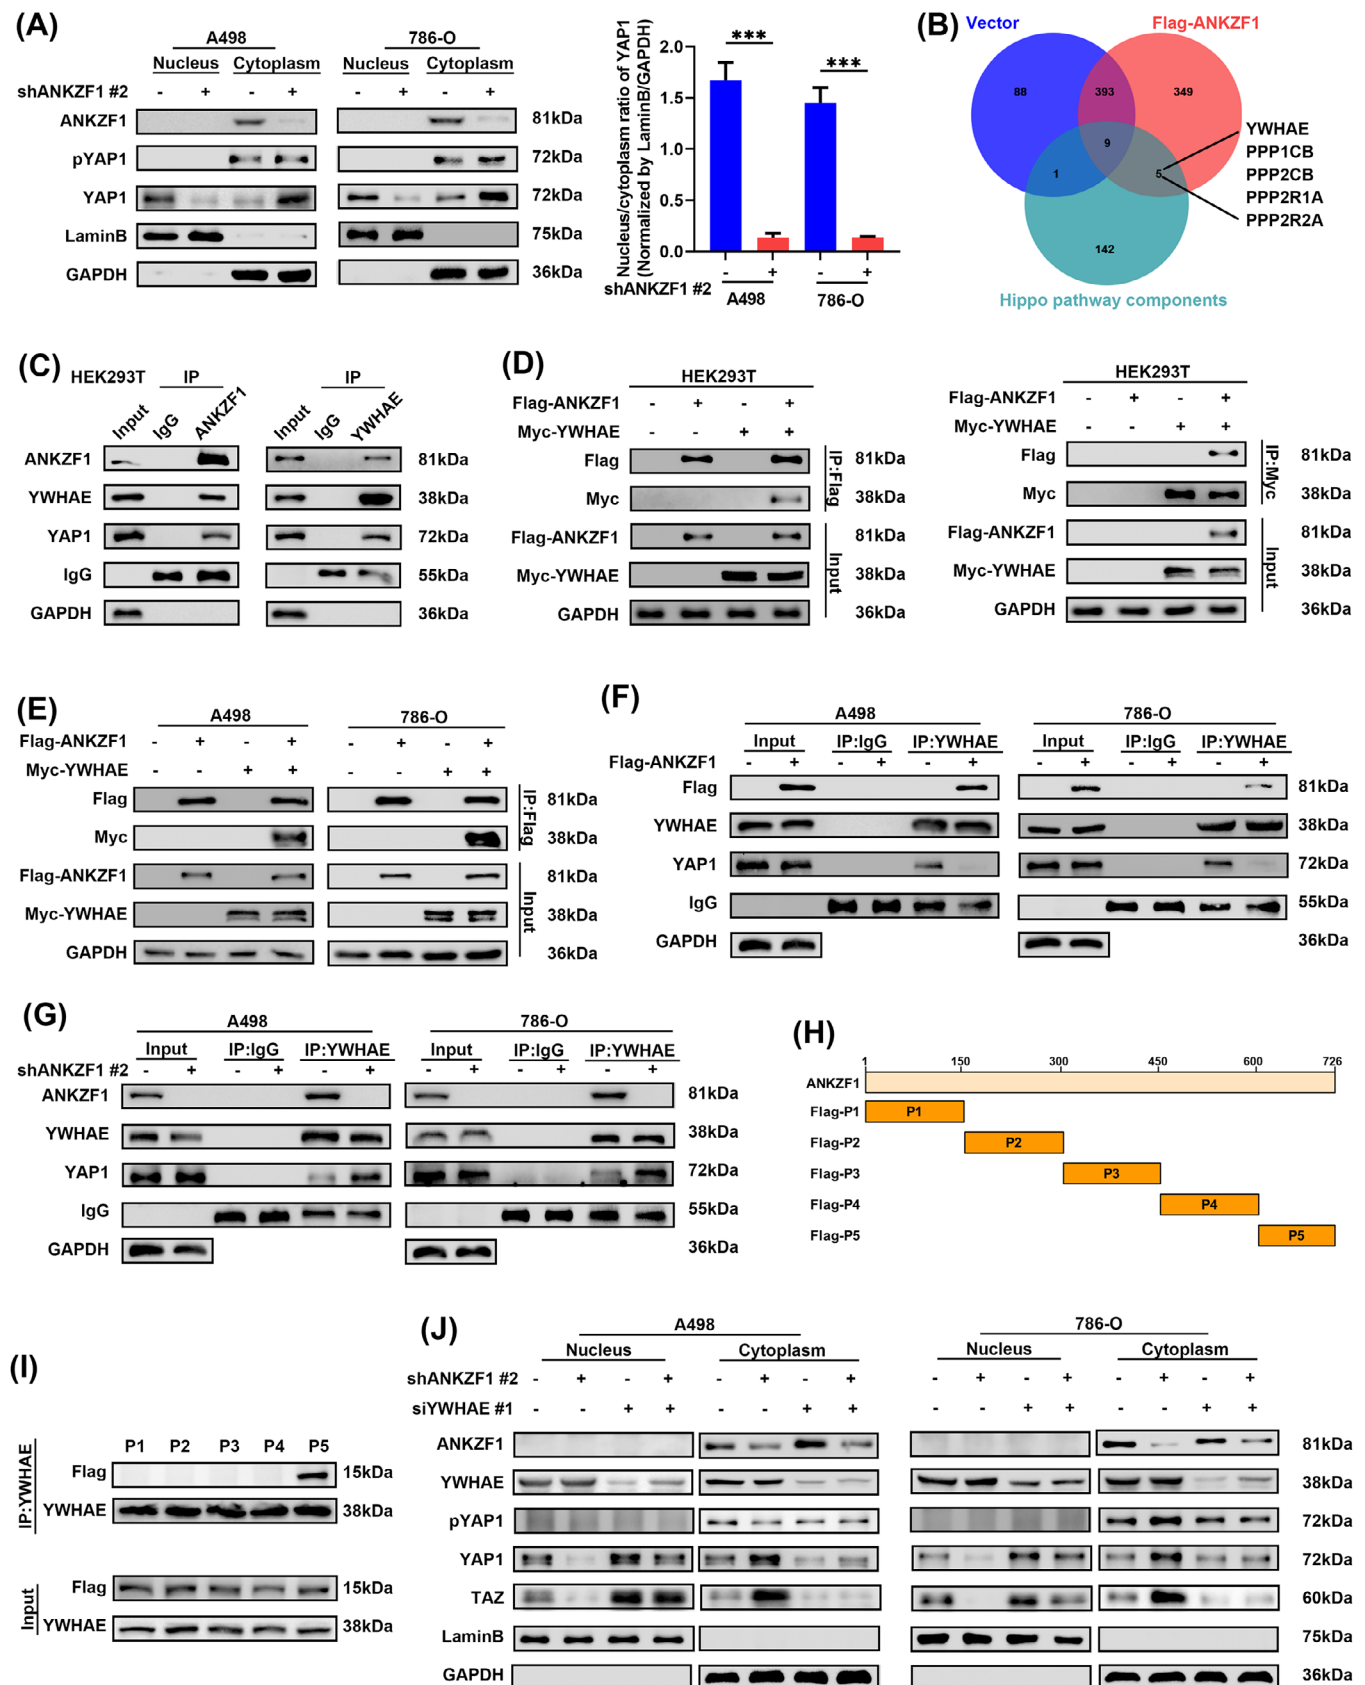 (A)
A498
786-O
Nucleus Cytoplasm
Nucleus Cytoplasm
shANKZF1 #2 - + - + - + - +
ANKZF1 81kDa
pYAP1 72kDa
YAP1 72kDa
LaminB 75kDa
GAPDH 36kDa
Nucleus/cytoplasm ratio of YAP1
(Normalized by LaminB/GAPDH)
2.0
1.5
1.0
0.5
0.0
*** ***
- + - +
shANKZF1 #2
A498 786-O
(B)
Vector
Flag-ANKZF1
88 393 349
9
1 5
142
YWHAE
PPP1CB
PPP2CB
PPP2R1A
PPP2R2A
Hippo pathway components
(C)
HEK293T IP IP
Input IgG ANKZF1 Input IgG YWHAE
ANKZF1 81kDa
YWHAE 38kDa
YAP1 72kDa
IgG 55kDa
GAPDH 36kDa
(D)
HEK293T
Flag-ANKZF1 - + - +
Myc-YWHAE - - + +
Flag 81kDa
Myc 38kDa
IP:Flag
Flag-ANKZF1 81kDa
Myc-YWHAE 38kDa
GAPDH 36kDa
Input
HEK293T
Flag-ANKZF1 - + - +
Myc-YWHAE - - + +
Flag 81kDa
Myc 38kDa
IP:Myc
Flag-ANKZF1 81kDa
Myc-YWHAE 38kDa
GAPDH 36kDa
Input
(E)
A498 786-O
Flag-ANKZF1 - + - + - + - +
Myc-YWHAE - - + + - - + +
Flag 81kDa
Myc 38kDa
IP:Flag
Flag-ANKZF1 81kDa
Myc-YWHAE 38kDa
GAPDH 36kDa
Input
(F)
A498 786-O
Input IP:IgG IP:YWHAE Input IP:IgG IP:YWHAE
Flag-ANKZF1 - + - + - + - + - + - +
Flag 81kDa
YWHAE 38kDa
YAP1 72kDa
IgG 55kDa
GAPDH 36kDa
(G)
A498 786-O
Input IP:IgG IP:YWHAE Input IP:IgG IP:YWHAE
shANKZF1 #2 - + - + - + - + - + - +
ANKZF1 81kDa
YWHAE 38kDa
YAP1 72kDa
IgG 55kDa
GAPDH 36kDa
(H)
1 150 300 450 600 726
ANKZF1
Flag-P1 P1
Flag-P2 P2
Flag-P3 P3
Flag-P4 P4
Flag-P5 P5
(I)
P1 P2 P3 P4 P5
IP:YWHAE
Flag 15kDa
YWHAE 38kDa
Input
Flag 15kDa
YWHAE 38kDa
(J)
A498 786-O
Nucleus Cytoplasm Nucleus Cytoplasm
shANKZF1 #2 - + - + - + - + - + - + - + - +
siYWHAE #1 - - + + - - + + - - + + - - + +
ANKZF1 81kDa
YWHAE 38kDa
pYAP1 72kDa
YAP1 72kDa
TAZ 60kDa
LaminB 75kDa
GAPDH 36kDa